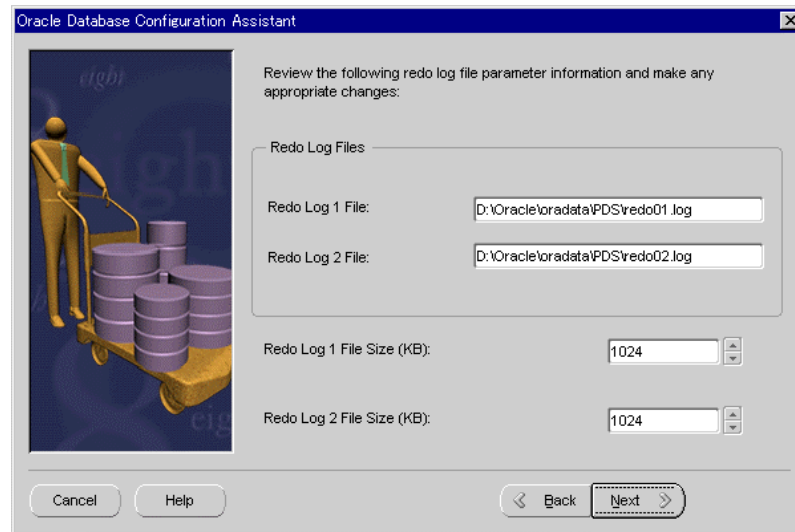 Oracle Database Configuration Assistant
eight
Review the following redo log file parameter information and make any
appropriate changes:
Redo Log Files
Redo Log 1 File:
D:\Oracle\oradata\PDS\redo01.log
Redo Log 2 File:
D:\Oracle\oradata\PDS\redo02.log
Redo Log 1 File Size (KB):
1024
Redo Log 2 File Size (KB):
1024
Cancel
Help
Back
Next